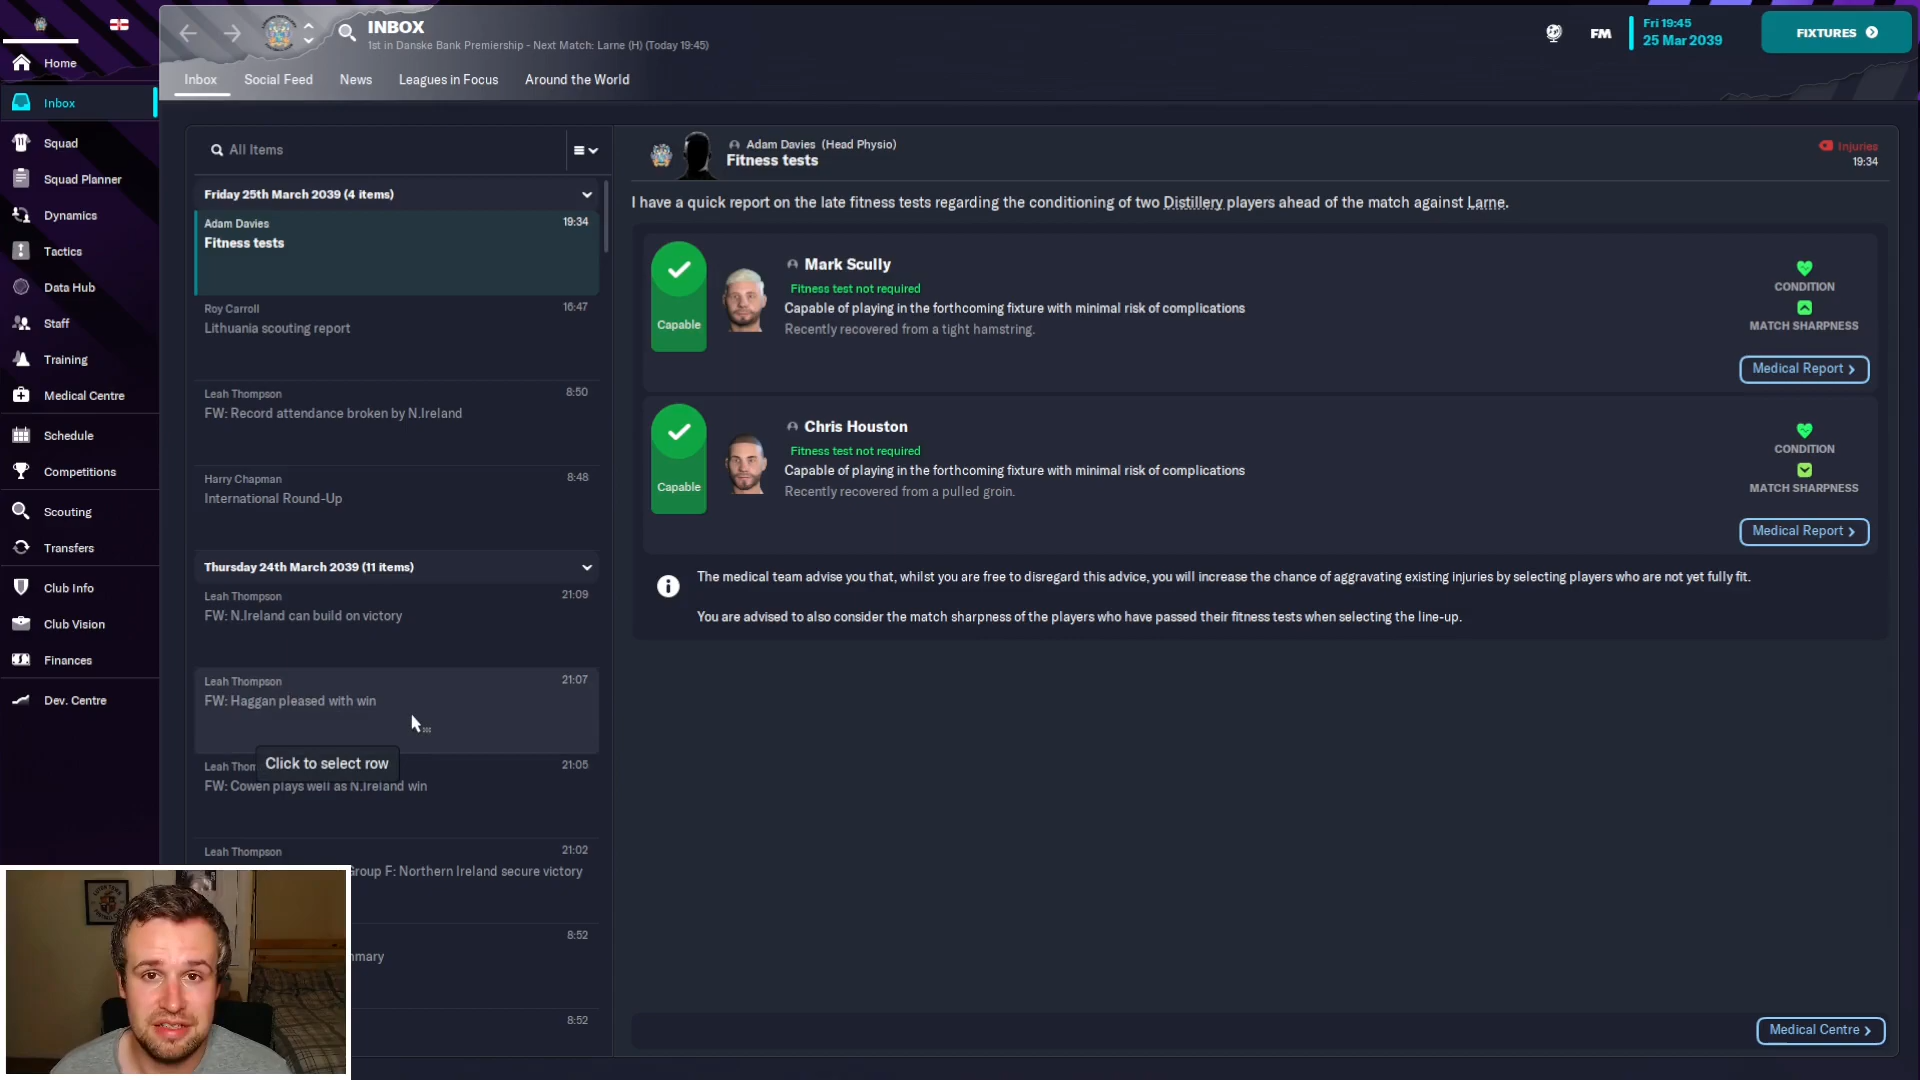 INBOX
1st in Danske Bank Premiership - Next Match: Larne (H) (Today 19:45)
FM
Fri 19:45
25 Mar 2039
FIXTURES
Inbox
Social Feed
News
Leagues in Focus
Around the World
Home
Inbox
Squad
Squad Planner
Dynamics
Tactics
Data Hub
Staff
Training
Medical Centre
Schedule
Competitions
Scouting
Transfers
Club Info
Club Vision
Finances
Dev. Centre
All Items
Friday 25th March 2039 (4 items)
Adam Davies 19:34
Fitness tests
Roy Carroll 16:47
Lithuania scouting report
Leah Thompson 8:50
FW: Record attendance broken by N.Ireland
Harry Chapman 8:48
International Round-Up
Thursday 24th March 2039 (11 items)
Leah Thompson 21:09
FW: N.Ireland can build on victory
Leah Thompson 21:07
FW: Haggan pleased with win
Click to select row
Leah Thom 21:05
FW: Cowen plays well as N.Ireland win
Leah Thompson 21:02
Group F: Northern Ireland secure victory
8:52
mmary
8:52
Adam Davies (Head Physio)
Fitness tests
Injuries
19:34
I have a quick report on the late fitness tests regarding the conditioning of two Distillery players ahead of the match against Larne.
Capable
Mark Scully
Fitness test not required
Capable of playing in the forthcoming fixture with minimal risk of complications
Recently recovered from a tight hamstring.
CONDITION
MATCH SHARPNESS
Medical Report
Capable
Chris Houston
Fitness test not required
Capable of playing in the forthcoming fixture with minimal risk of complications
Recently recovered from a pulled groin.
CONDITION
MATCH SHARPNESS
Medical Report
The medical team advise you that, whilst you are free to disregard this advice, you will increase the chance of aggravating existing injuries by selecting players who are not yet fully fit.
You are advised to also consider the match sharpness of the players who have passed their fitness tests when selecting the line-up.
Medical Centre